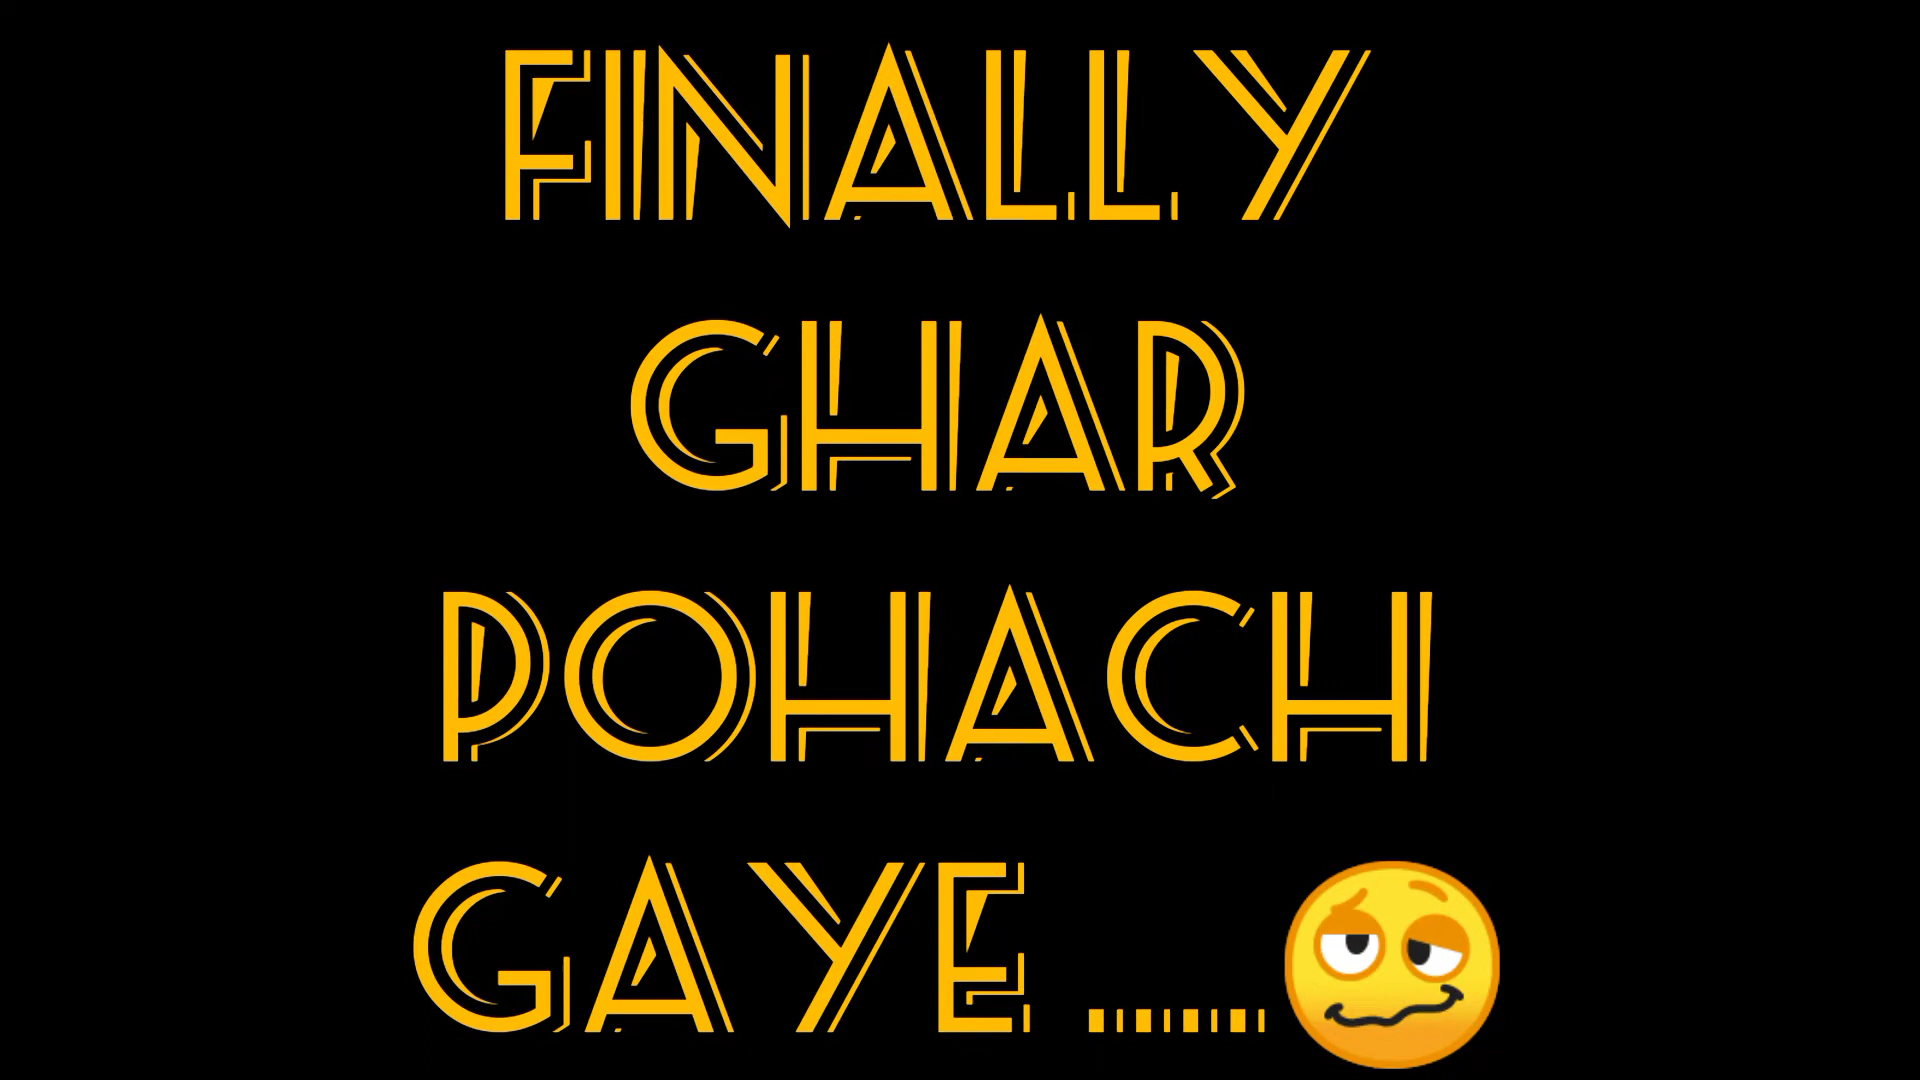 FINALLY
GHAR
POHACH
GAYE ....🥴